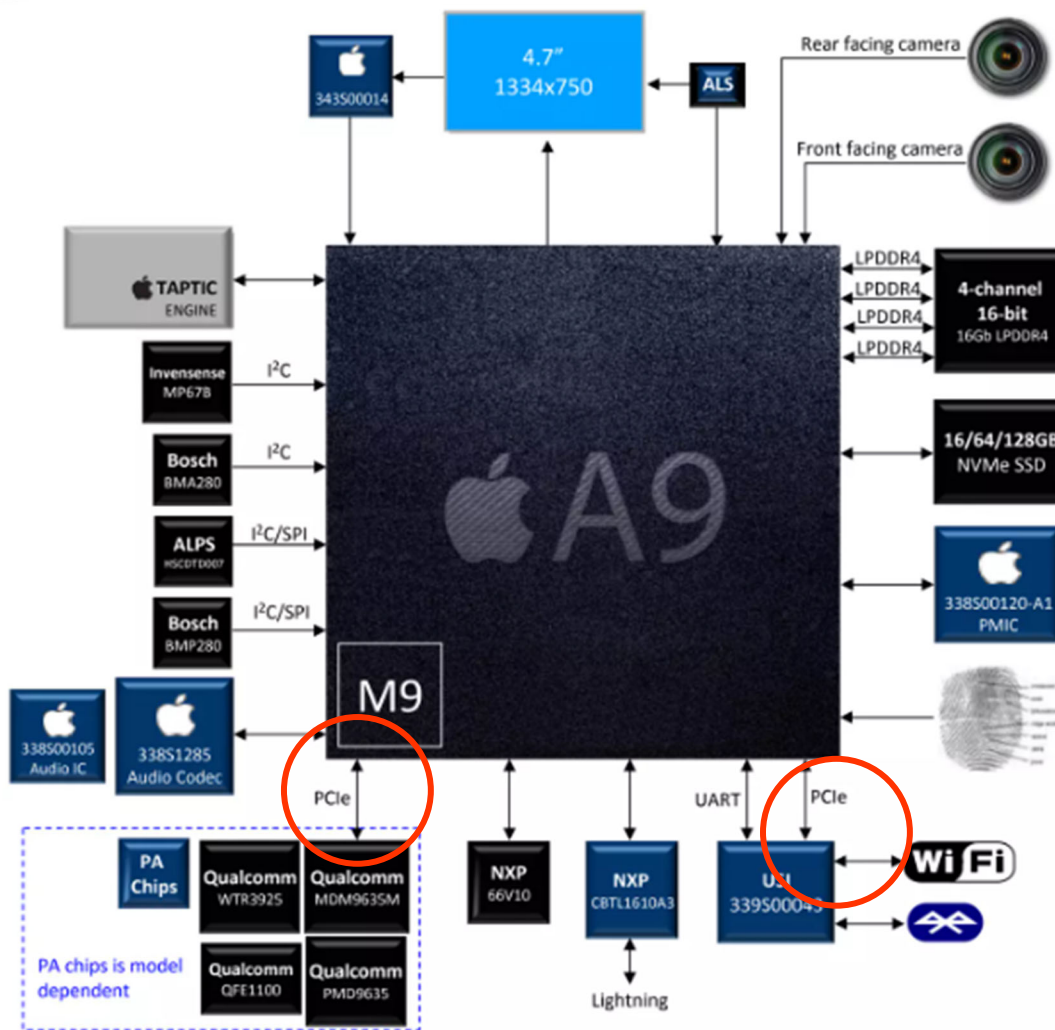 4.7"
1334x750
343S00014
ALS
Rear facing camera
Front facing camera
TAPTIC
ENGINE
LPDDR4
LPDDR4
LPDDR4
LPDDR4
4-channel
16-bit
16Gb LPDDR4
Invensense
MP67B
I²C
Bosch
BMA280
I²C
16/64/128GB
NVMe SSD
A9
ALPS
HSCDTD007
I²C/SPI
338S00120-A1
PMIC
Bosch
BMP280
I²C/SPI
M9
338S00105
Audio IC
338S1285
Audio Codec
PCIe
UART
PCIe
PA
Chips
Qualcomm
WTR3925
Qualcomm
MDM9635M
NXP
66V10
NXP
CBTL1610A3
USI
339S00043
Wi Fi
PA chips is model
dependent
Qualcomm
QFE1100
Qualcomm
PMD9635
Lightning